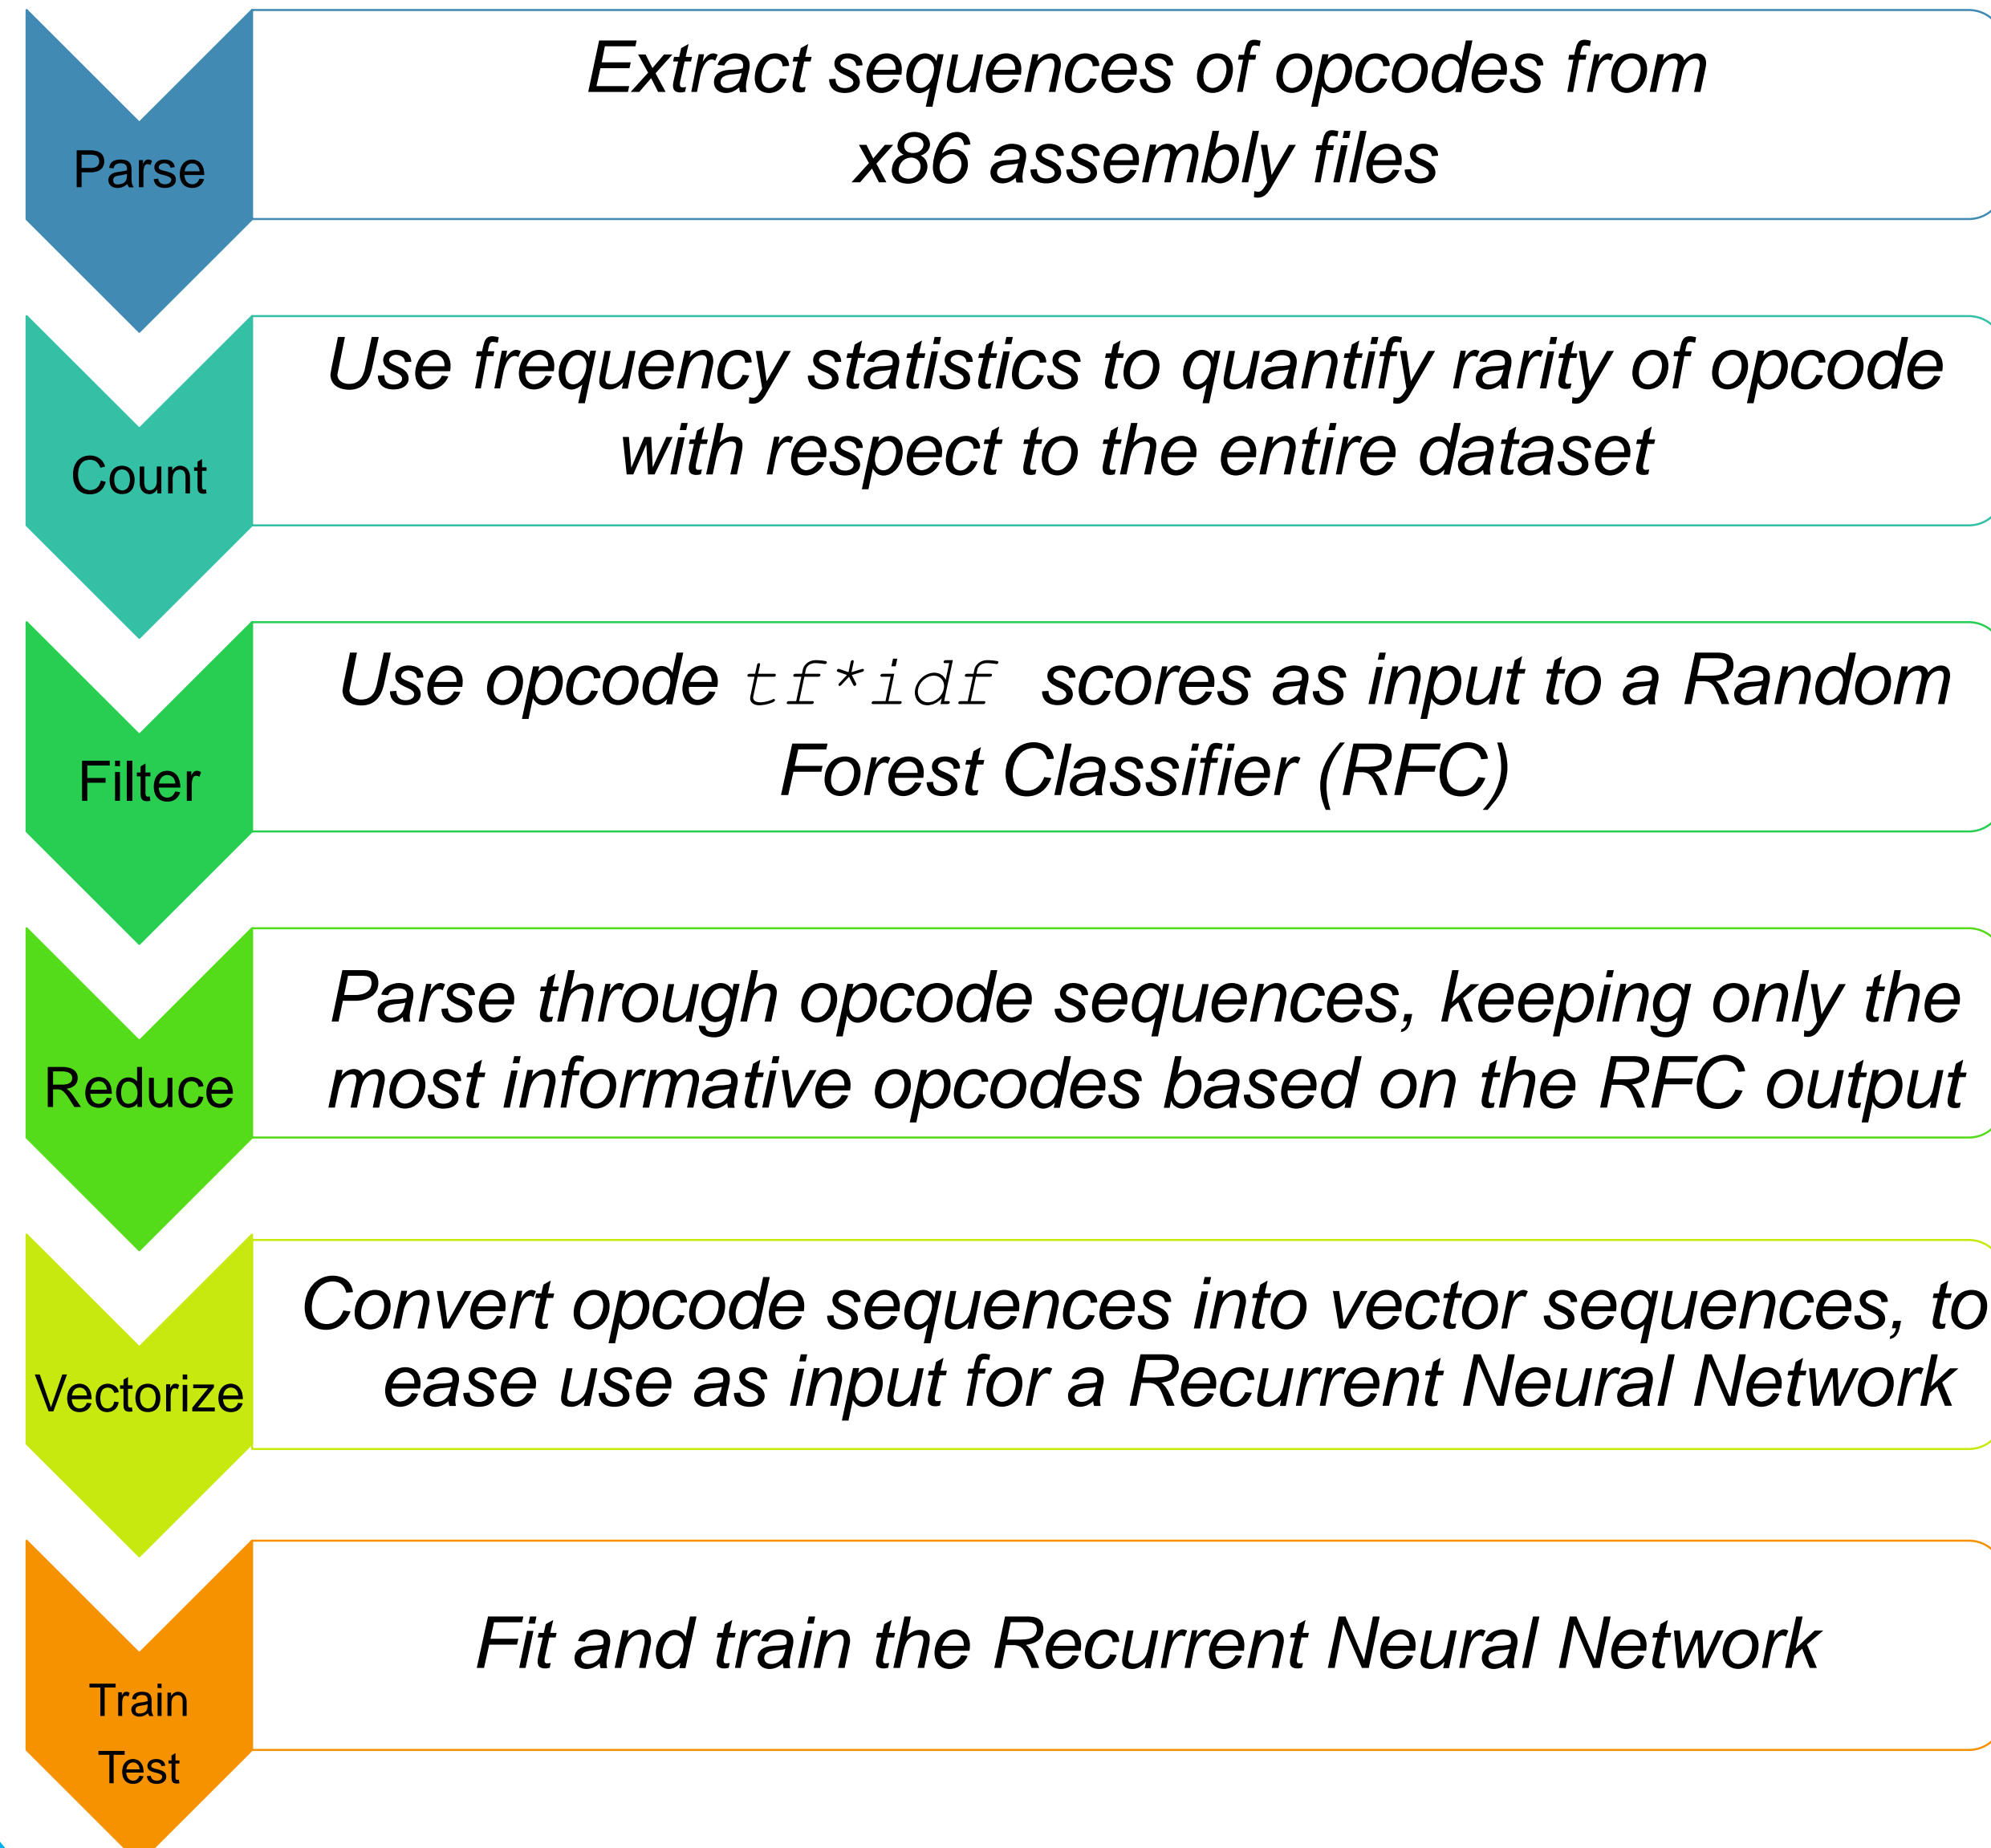 Parse
Extract sequences of opcodes from
x86 assembly files
Count
Use frequency statistics to quantify rarity of opcode
with respect to the entire dataset
Filter
Use opcode tf*idf scores as input to a Random
Forest Classifier (RFC)
Reduce
Parse through opcode sequences, keeping only the
most informative opcodes based on the RFC output
Vectorize
Convert opcode sequences into vector sequences, to
ease use as input for a Recurrent Neural Network
Train
Test
Fit and train the Recurrent Neural Network